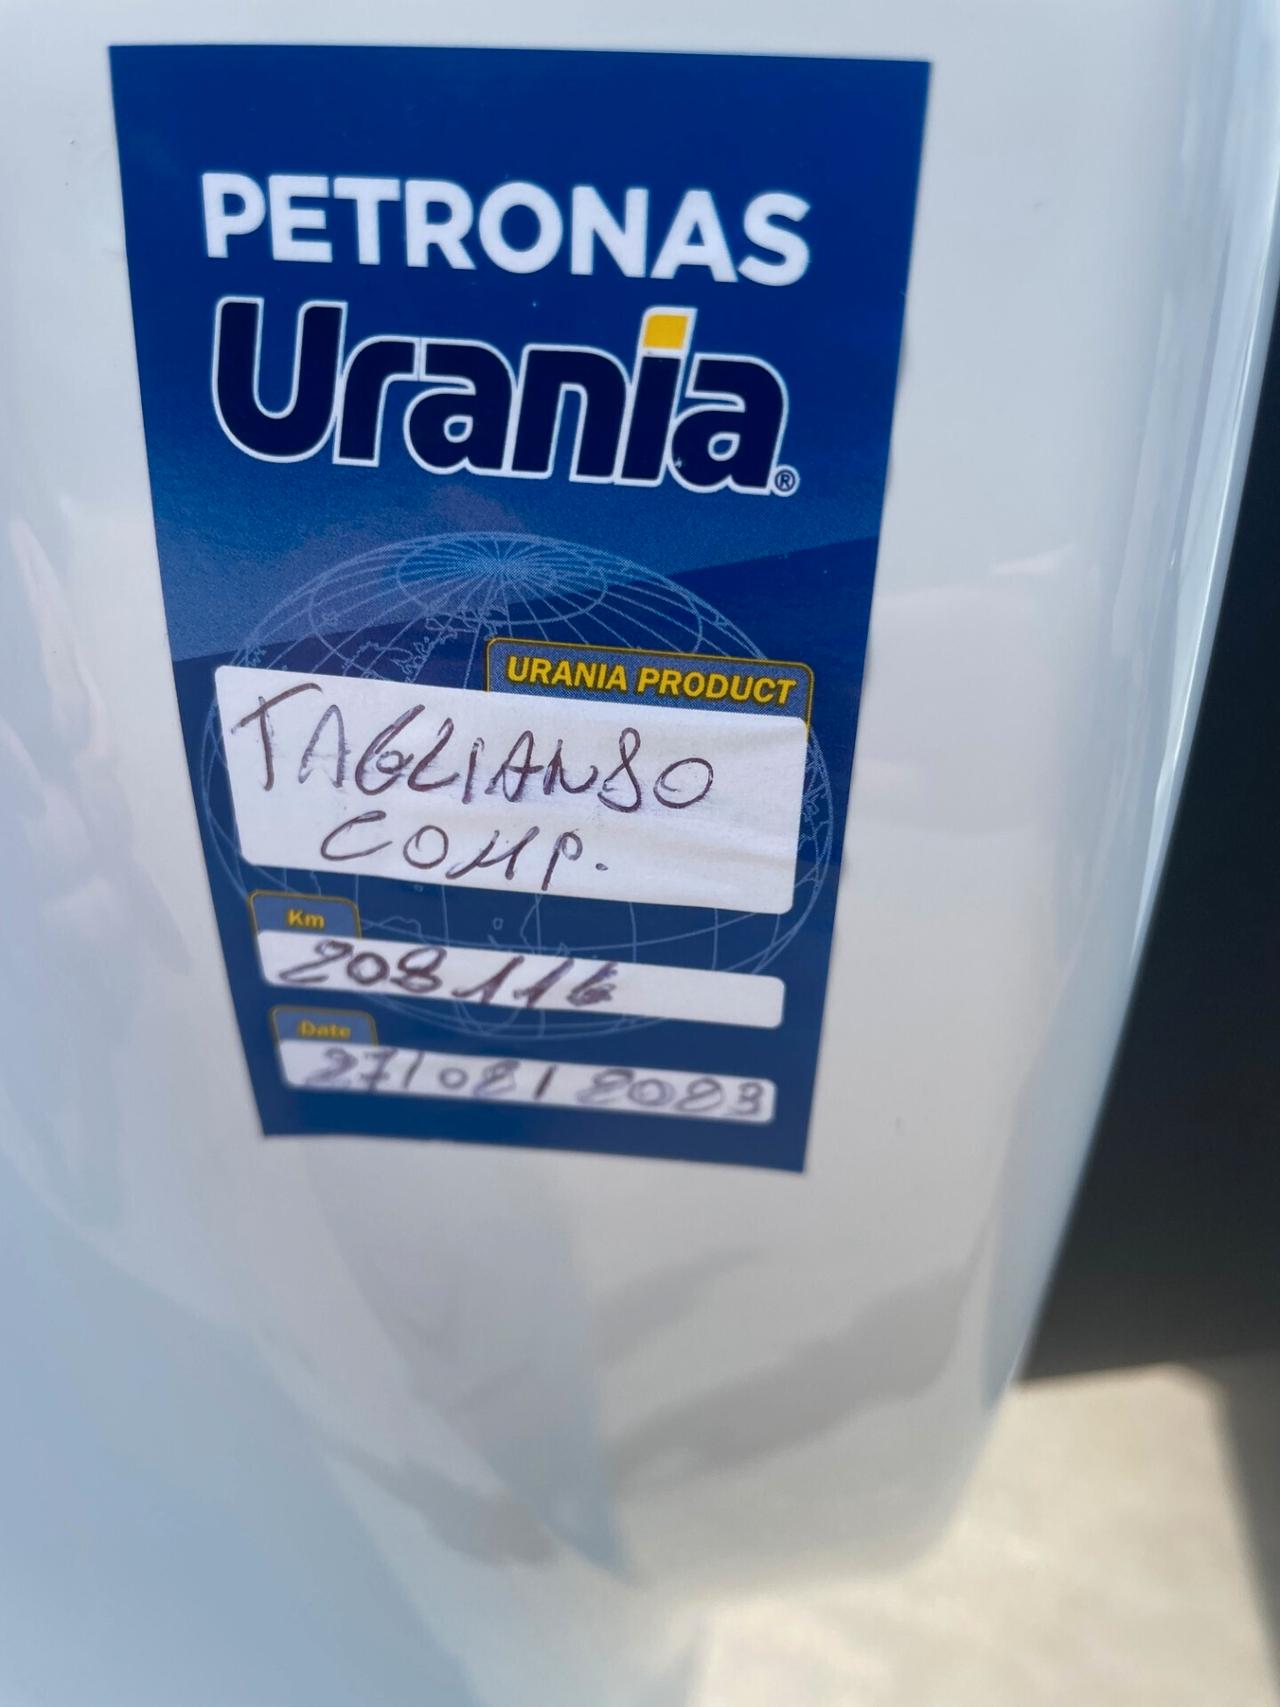 PETRONAS
Urania®
URANIA PRODUCT
TAGLIANDO
COMP.
Km
208116
Date
27/02/2023